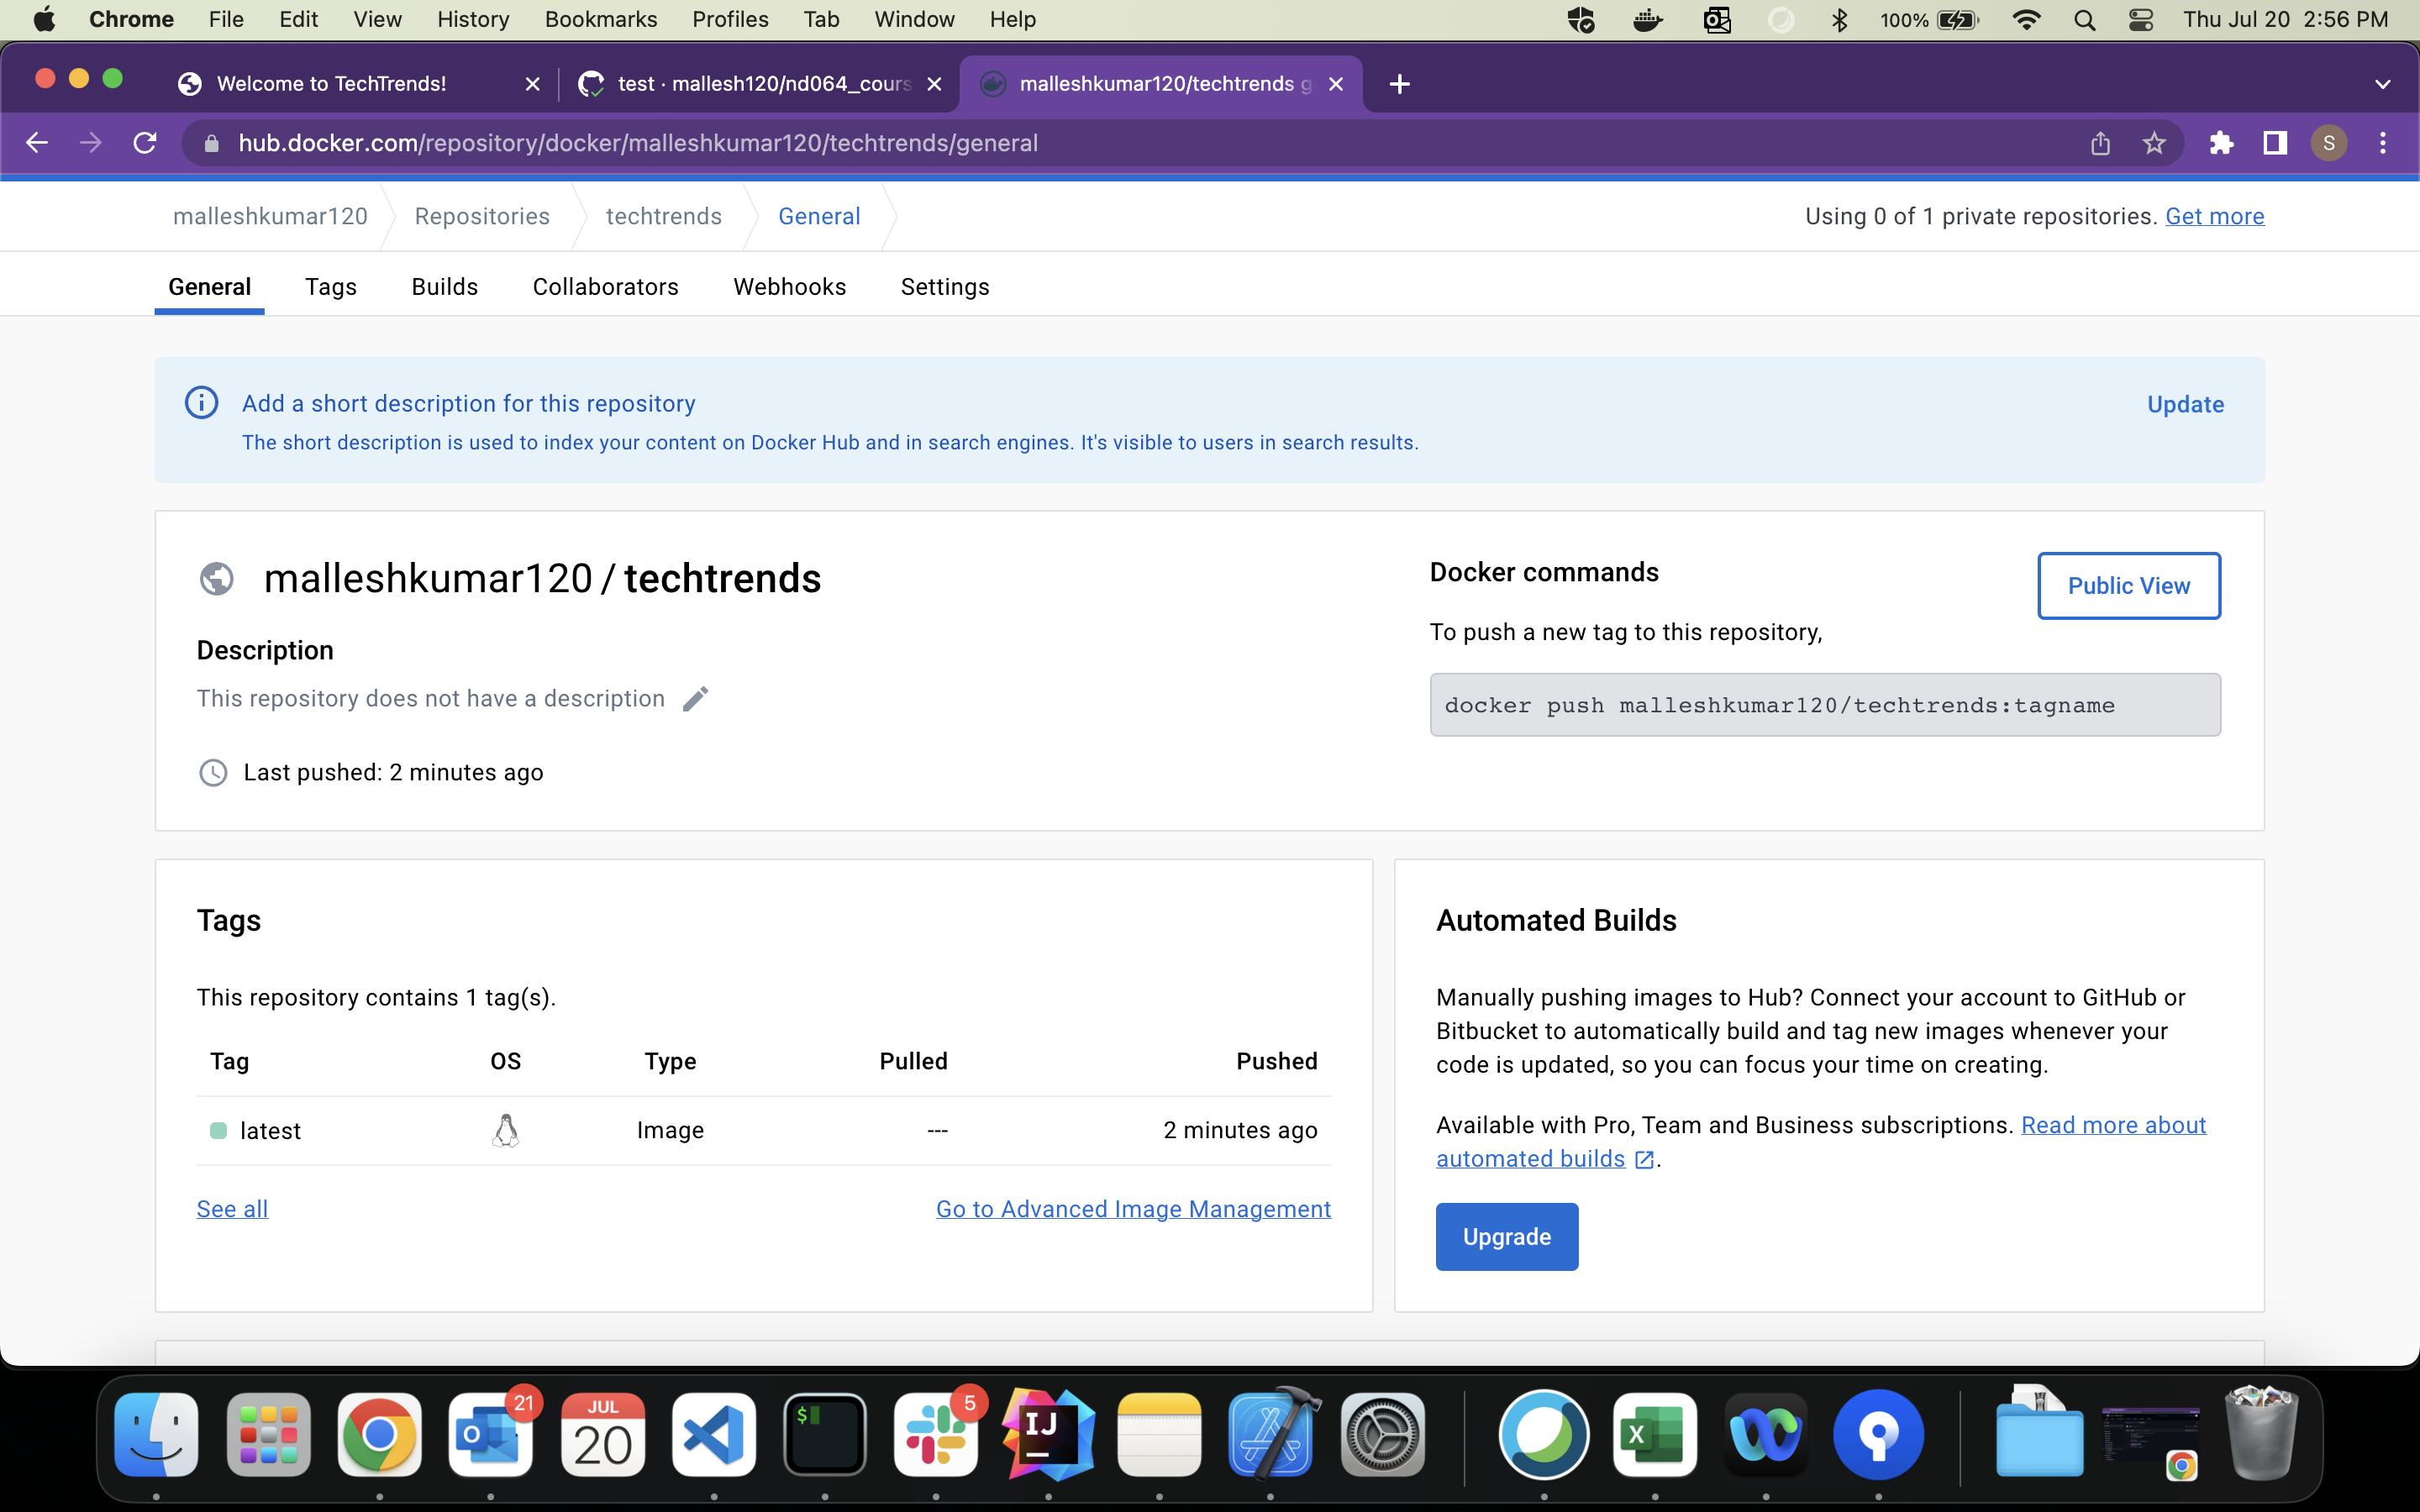 Chrome File Edit View History Bookmarks Profiles Tab Window Help 100% Thu Jul 20 2:56 PM
Welcome to TechTrends! test · mallesh120/nd064_cours malleshkumar120/techtrends g
hub.docker.com/repository/docker/malleshkumar120/techtrends/general S
malleshkumar120 Repositories techtrends General Using 0 of 1 private repositories. Get more
General Tags Builds Collaborators Webhooks Settings
Add a short description for this repository Update
The short description is used to index your content on Docker Hub and in search engines. It's visible to users in search results.
malleshkumar120 / techtrends
Description
This repository does not have a description
Last pushed: 2 minutes ago
Docker commands
Public View
To push a new tag to this repository,
docker push malleshkumar120/techtrends:tagname
Tags
This repository contains 1 tag(s).
Tag OS Type Pulled Pushed
latest Image --- 2 minutes ago
See all Go to Advanced Image Management
Automated Builds
Manually pushing images to Hub? Connect your account to GitHub or
Bitbucket to automatically build and tag new images whenever your
code is updated, so you can focus your time on creating.
Available with Pro, Team and Business subscriptions. Read more about
automated builds .
Upgrade
21
JUL
20
$
5
IJ
X